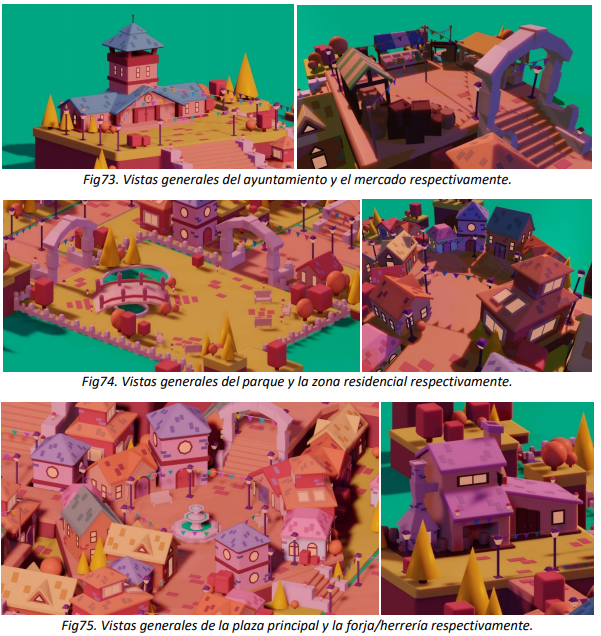 Fig73. Vistas generales del ayuntamiento y el mercado respectivamente.
Fig74. Vistas generales del parque y la zona residencial respectivamente.
Fig75. Vistas generales de la plaza principal y la forja/herrería respectivamente.